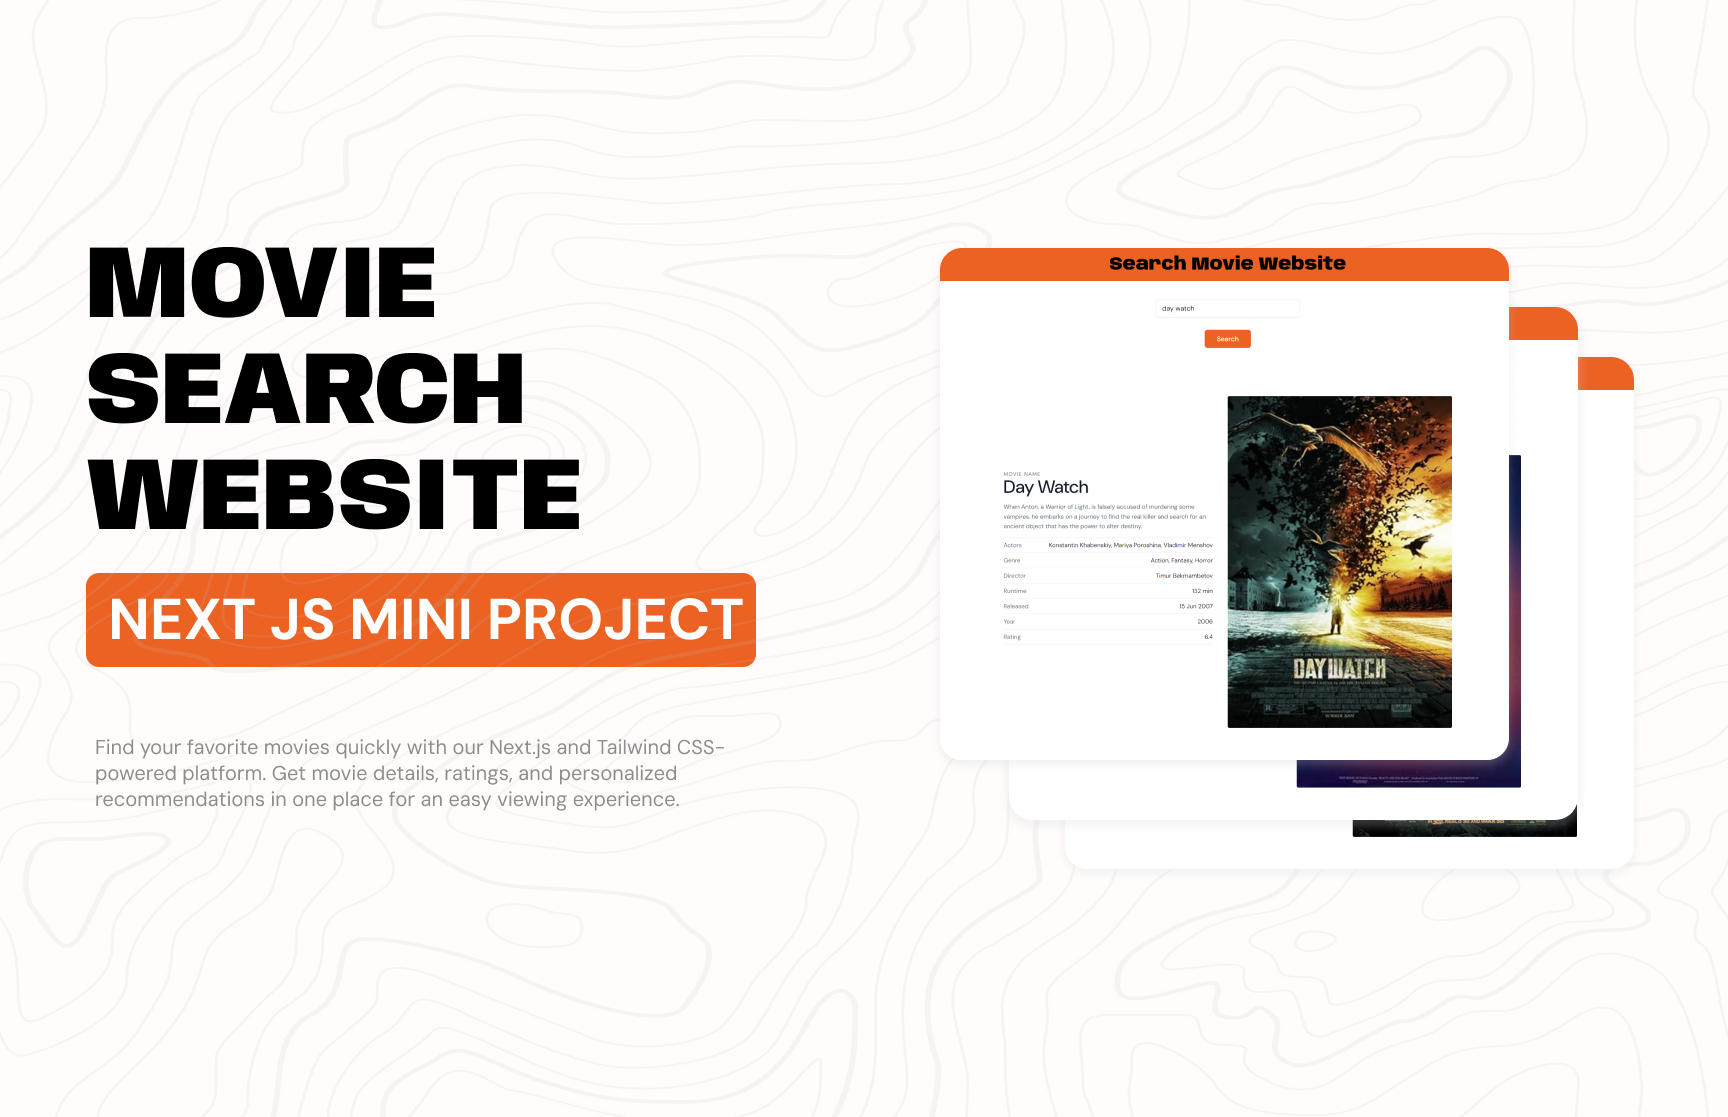 MOVIE
SEARCH
WEBSITE
NEXT JS MINI PROJECT
Find your favorite movies quickly with our Next.js and Tailwind CSS-
powered platform. Get movie details, ratings, and personalized
recommendations in one place for an easy viewing experience.
Search Movie Website
day watch
Search
MOVIE NAME
Day Watch
When Anton, a Warrior of Light, is falsely accused of murdering some
vampires, he embarks on a journey to find the real killer and search for an
ancient object that has the power to alter destiny.
Actors Konstantin Khabenskiy, Mariya Poroshina, Vladimir Menshov
Genre Action, Fantasy, Horror
Director Timur Bekmambetov
Runtime 132 min
Released 15 Jun 2007
Year 2006
Rating 6.4
DAY WATCH